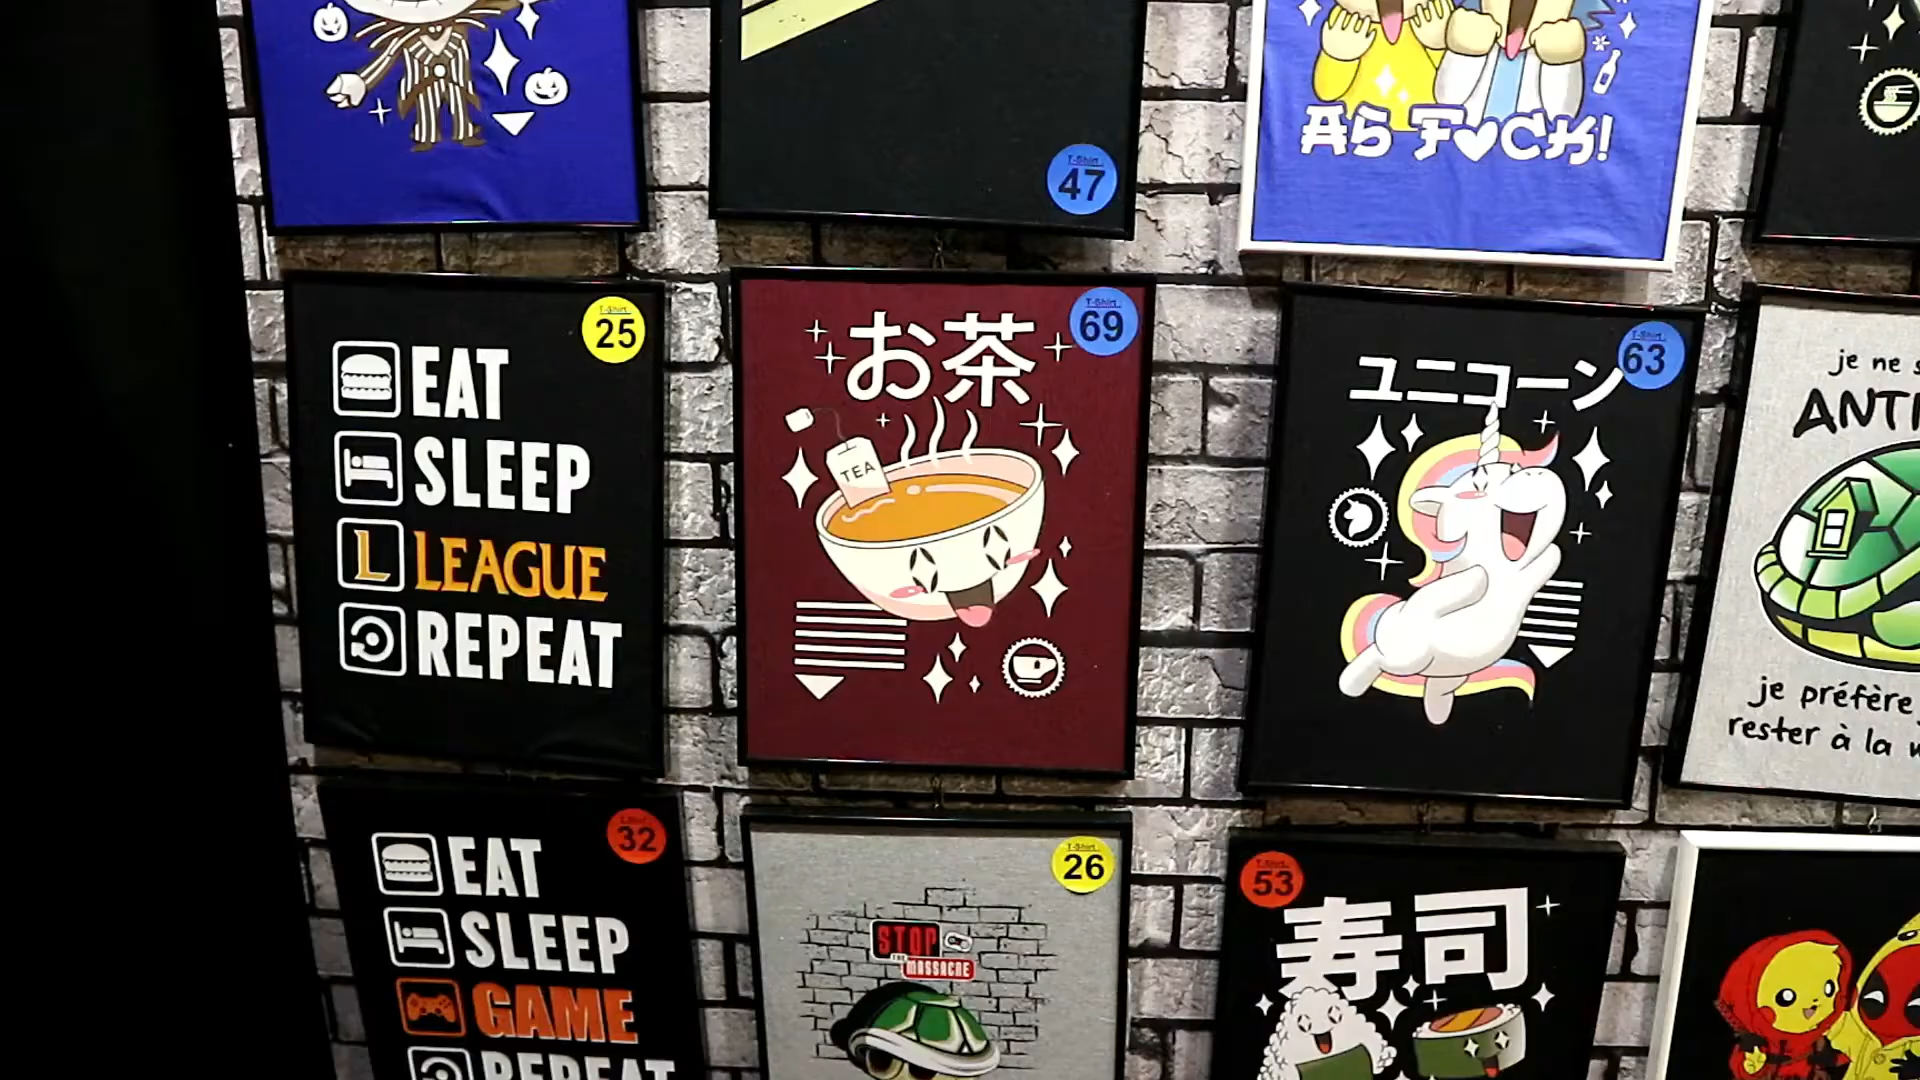 T-Shirt
47
As F♥CK!
T-Shirt
25
EAT
SLEEP
L LEAGUE
REPEAT
T-Shirt
69
お茶
TEA
T-Shirt
63
ユニコーン
je ne
je préfère
rester à la
T-Shirt
32
EAT
SLEEP
GAME
REPEAT
T-Shirt
26
STOP
THE
MASSACRE
T-Shirt
53
寿司